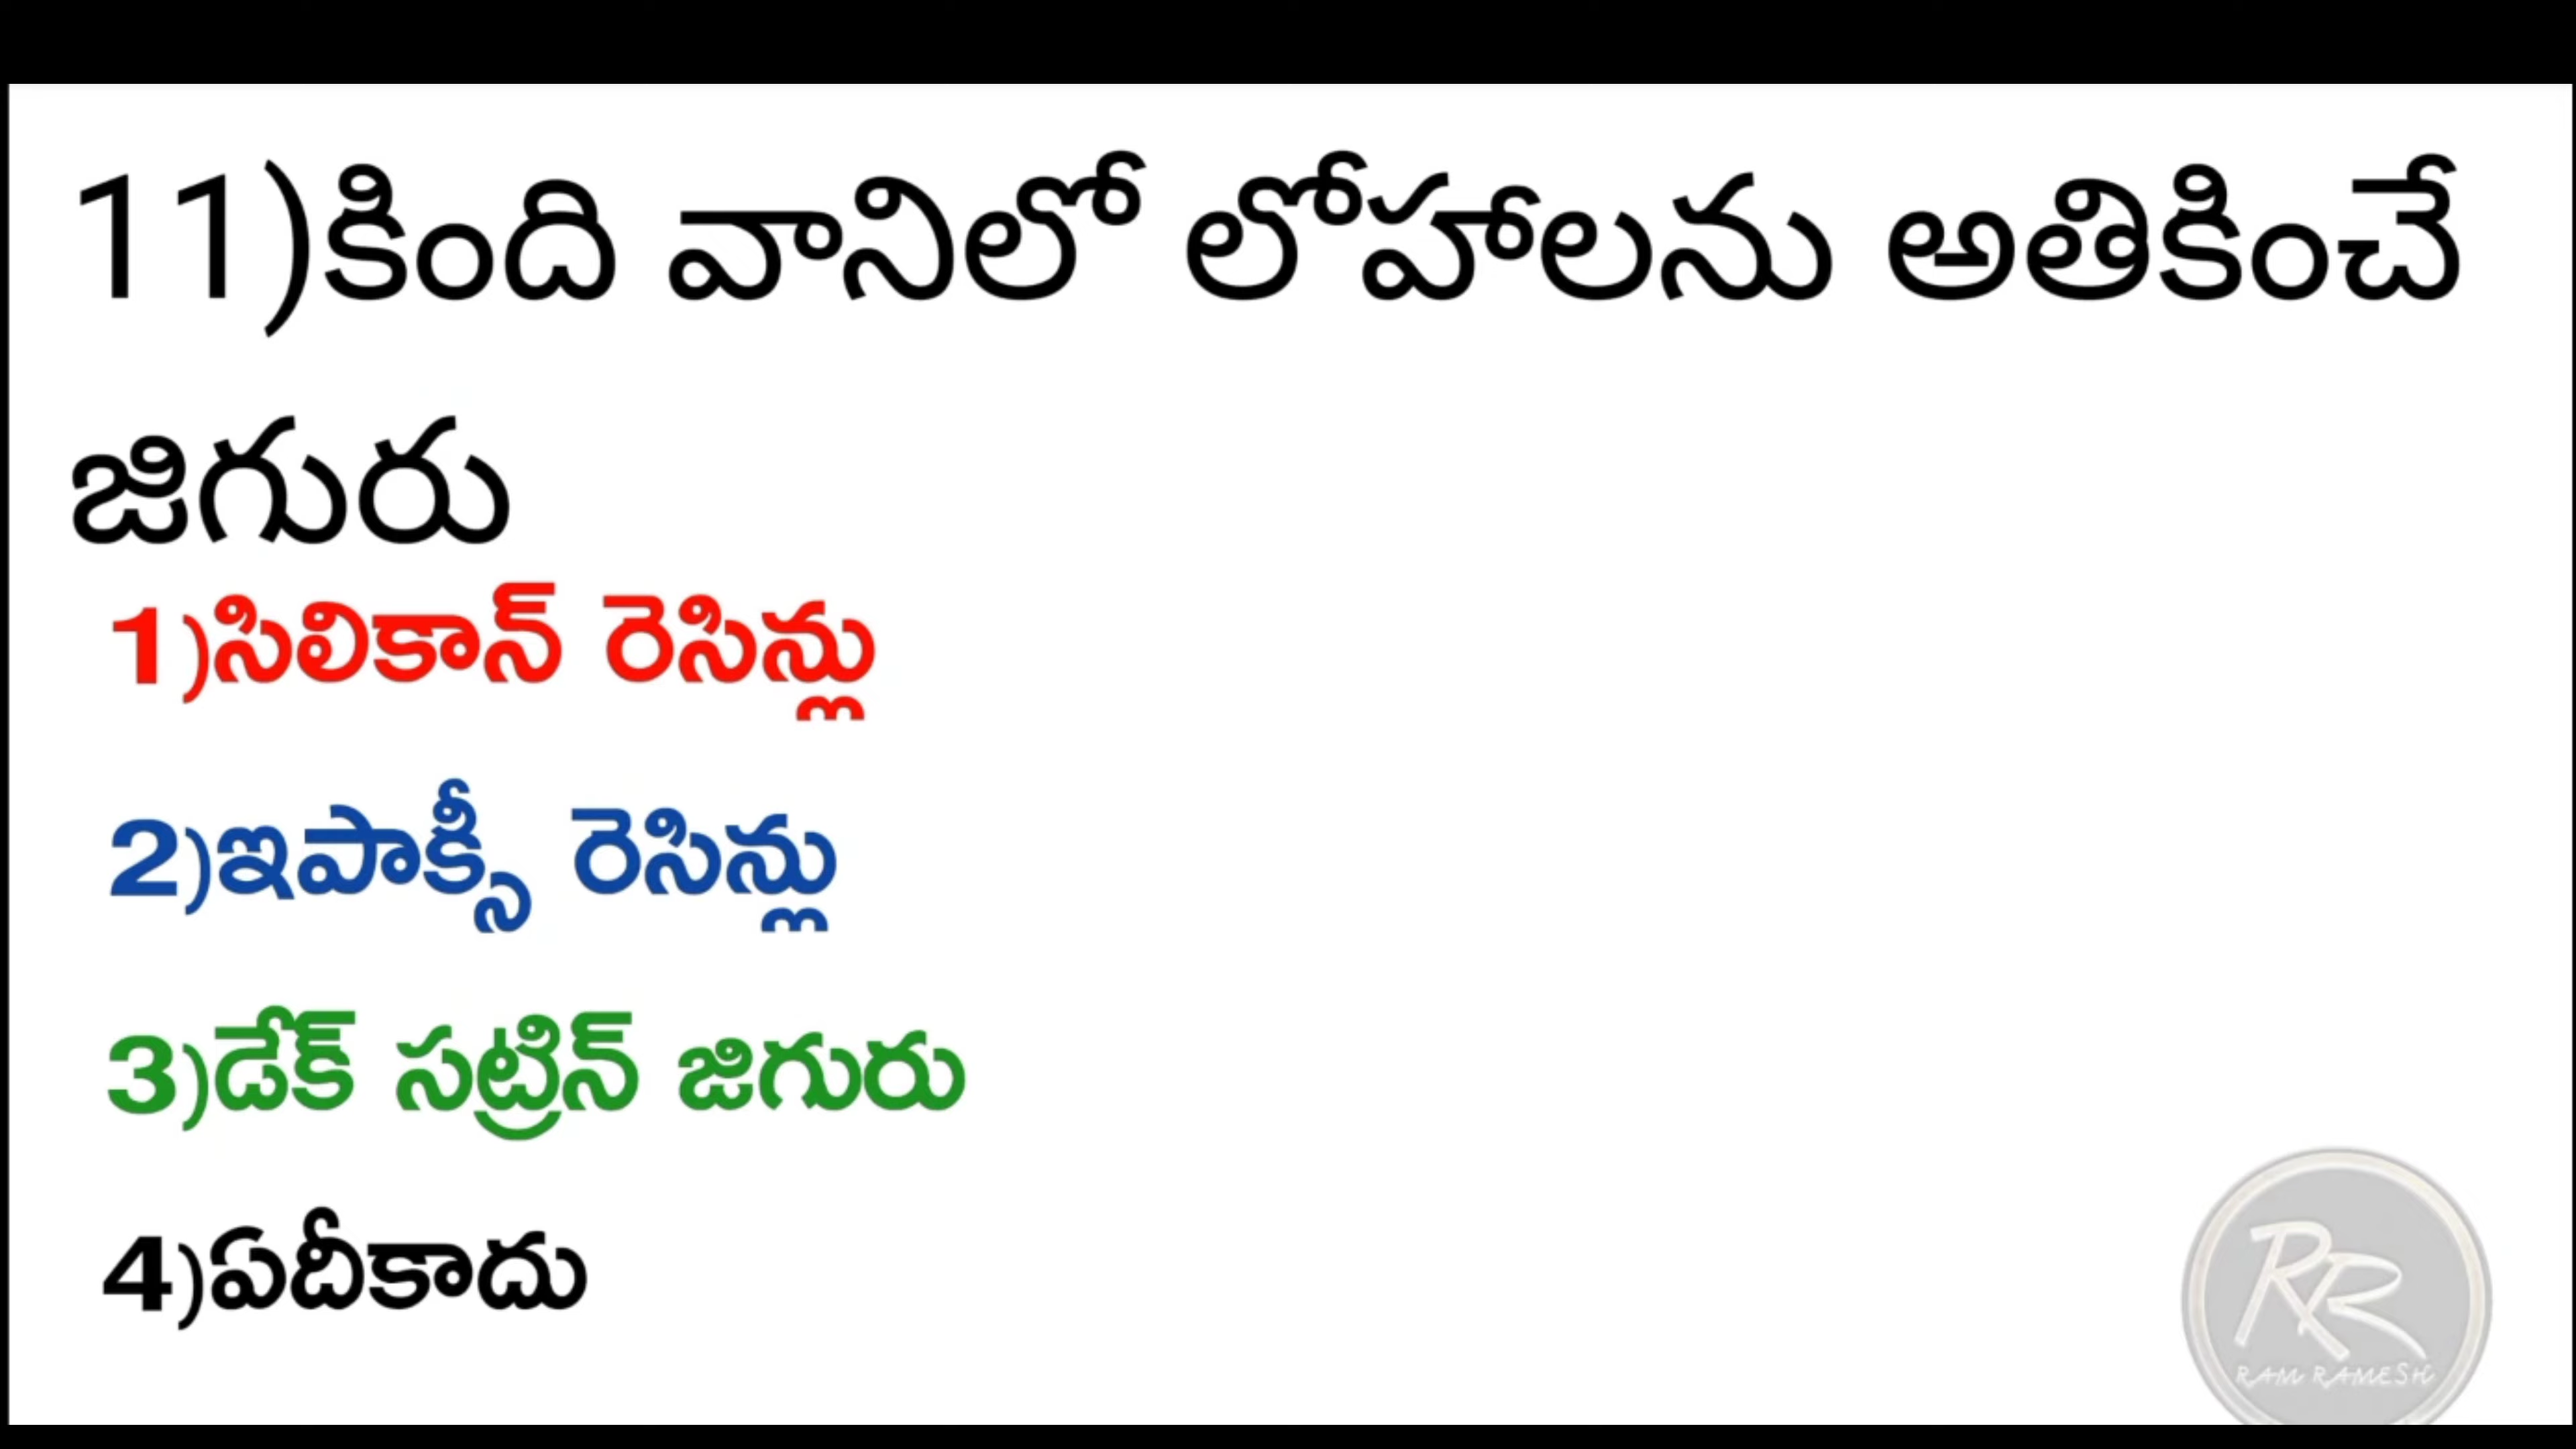 11)కింది వానిలో లోహాలను అతికించే
జిగురు
1)సిలికాన్ రెసిన్లు
2)ఇపాక్సీ రెసిన్లు
3)డేక్ సట్రిన్ జిగురు
4)ఏదీకాదు
RR
RAM RAMESH